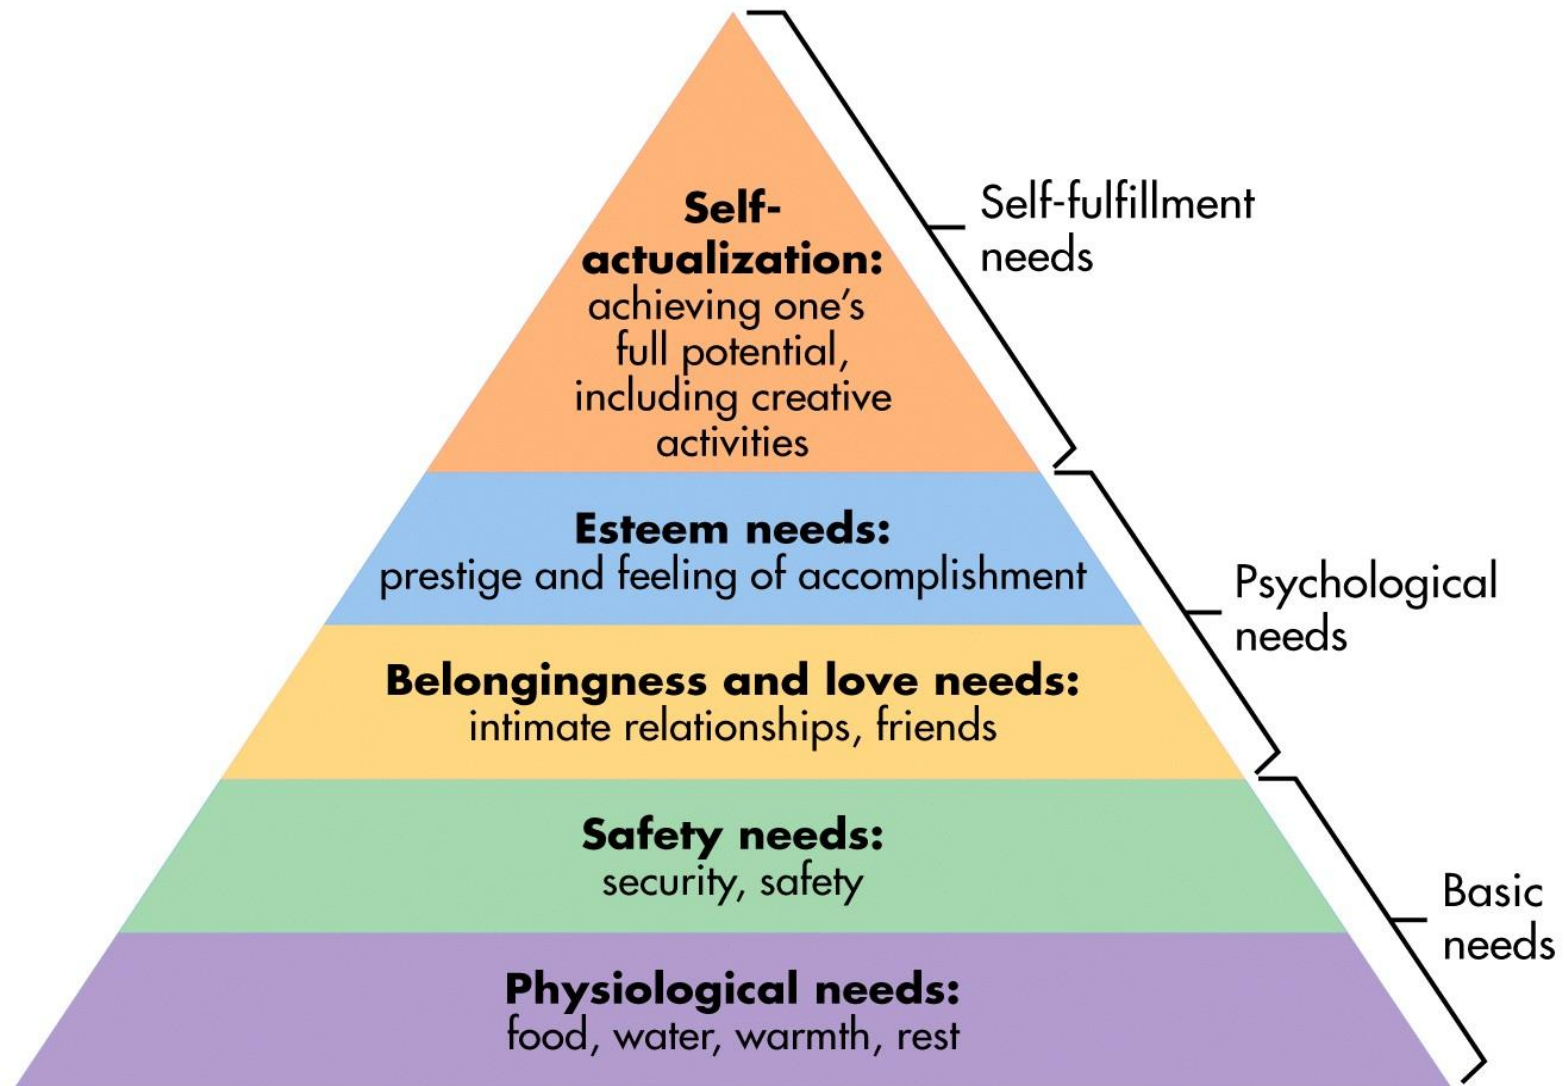 Self-
actualization:
achieving one's
full potential,
including creative
activities
Self-fulfillment
needs
Esteem needs:
prestige and feeling of accomplishment
Psychological
needs
Belongingness and love needs:
intimate relationships, friends
Safety needs:
security, safety
Basic
needs
Physiological needs:
food, water, warmth, rest